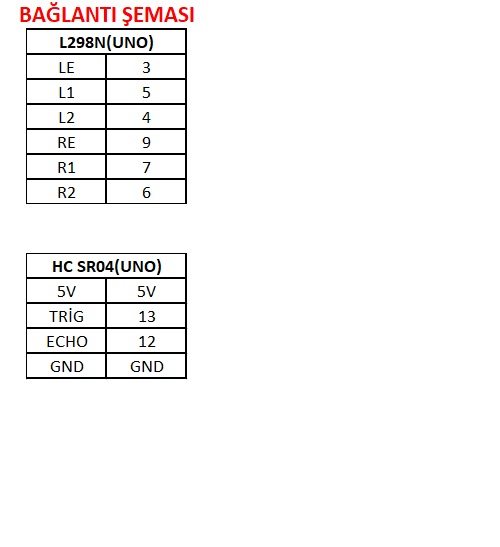 BAĞLANTI ŞEMASI
L298N(UNO)
LE 3
L1 5
L2 4
RE 9
R1 7
R2 6
HC SR04(UNO)
5V 5V
TRİG 13
ECHO 12
GND GND